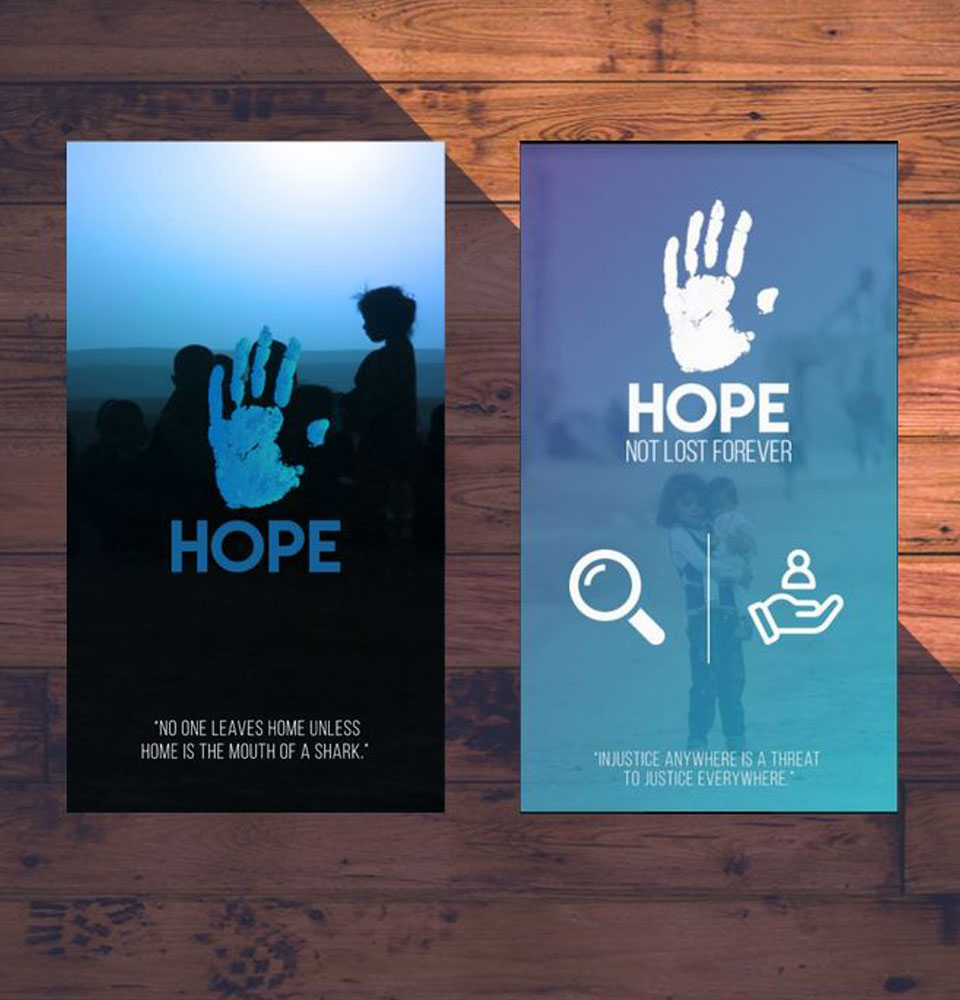 HOPE
"NO ONE LEAVES HOME UNLESS
HOME IS THE MOUTH OF A SHARK."
HOPE
NOT LOST FOREVER
"INJUSTICE ANYWHERE IS A THREAT
TO JUSTICE EVERYWHERE."